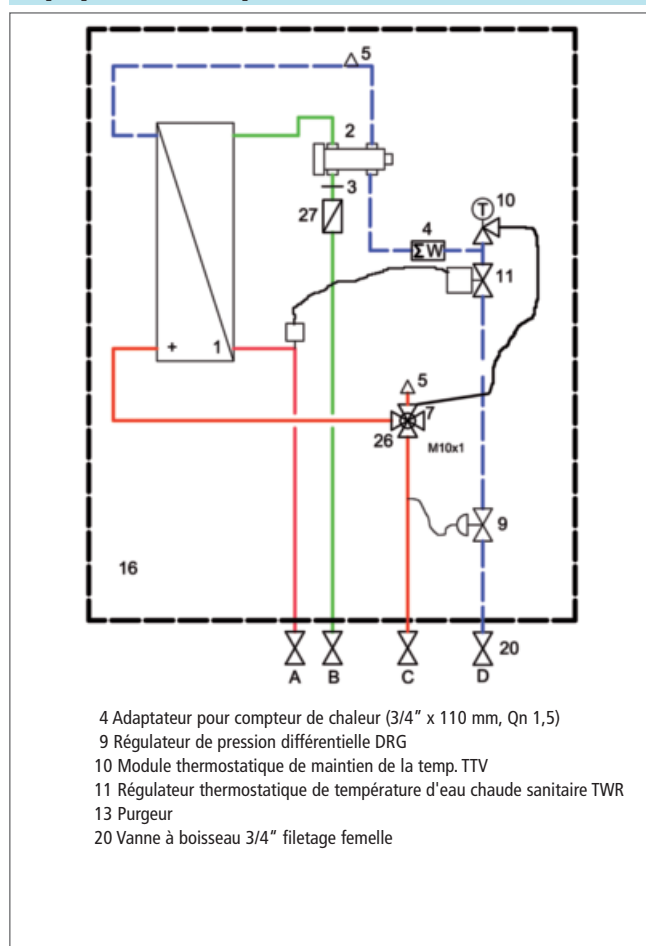 5
2
3
27
4
ΣW
T
10
11
+ 1
5
7
26
M10x1
9
16
20
A B C D
4 Adaptateur pour compteur de chaleur (3/4" x 110 mm, Qn 1,5)
9 Régulateur de pression différentielle DRG
10 Module thermostatique de maintien de la temp. TTV
11 Régulateur thermostatique de température d'eau chaude sanitaire TWR
13 Purgeur
20 Vanne à boisseau 3/4" filetage femelle